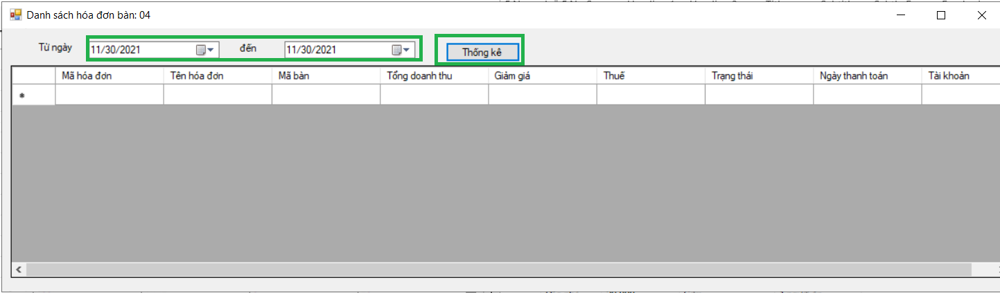 Danh sách hóa đơn bàn: 04
Từ ngày 11/30/2021 đến 11/30/2021 Thống kê
Mã hóa đơn Tên hóa đơn Mã bàn Tổng doanh thu Giảm giá Thuế Trạng thái Ngày thanh toán Tài khoản
*